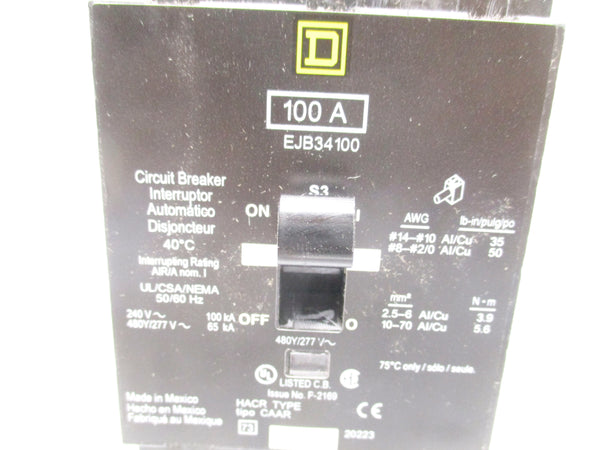 D
100 A
EJB34100
S3
Circuit Breaker
Interruptor
Automático
Disjoncteur
40°C
Interrupting Rating
AIR/A nom. I
UL/CSA/NEMA
50/60 Hz
240 V~ 100 kA
480Y/277 V~ 65 kA
ON I
OFF O
480Y/277 V~
AWG lb-in/pulg/po
#14–#10 Al/Cu 35
#8–#2/0 Al/Cu 50
mm² N•m
2.5–6 Al/Cu 3.9
10–70 Al/Cu 5.6
75°C only / sólo / seule.
UL LISTED C.B.
Issue No. F-2169
HACR TYPE
tipo CAAR
Made in Mexico
Hecho en Mexico
Fabriqué au Mexique
73
CE
20223